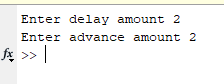 Enter delay amount 2
Enter advance amount 2
fx >>